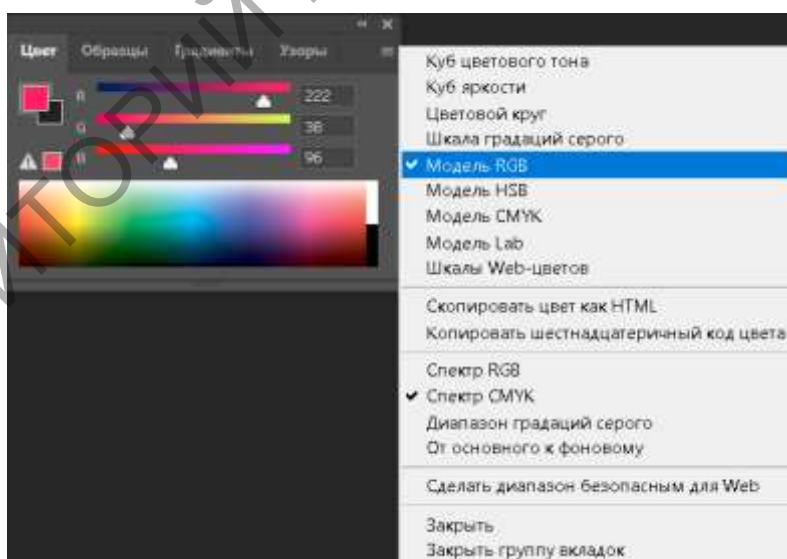 Цвет Образцы Градиенты Узоры
R 222
G 36
B 96
Куб цветового тона
Куб яркости
Цветовой круг
Шкала градаций серого
Модель RGB
Модель HSB
Модель CMYK
Модель Lab
Шкалы Web-цветов
Скопировать цвет как HTML
Копировать шестнадцатеричный код цвета
Спектр RGB
Спектр CMYK
Диапазон градаций серого
От основного к фоновому
Сделать диапазон безопасным для Web
Закрыть
Закрыть группу вкладок